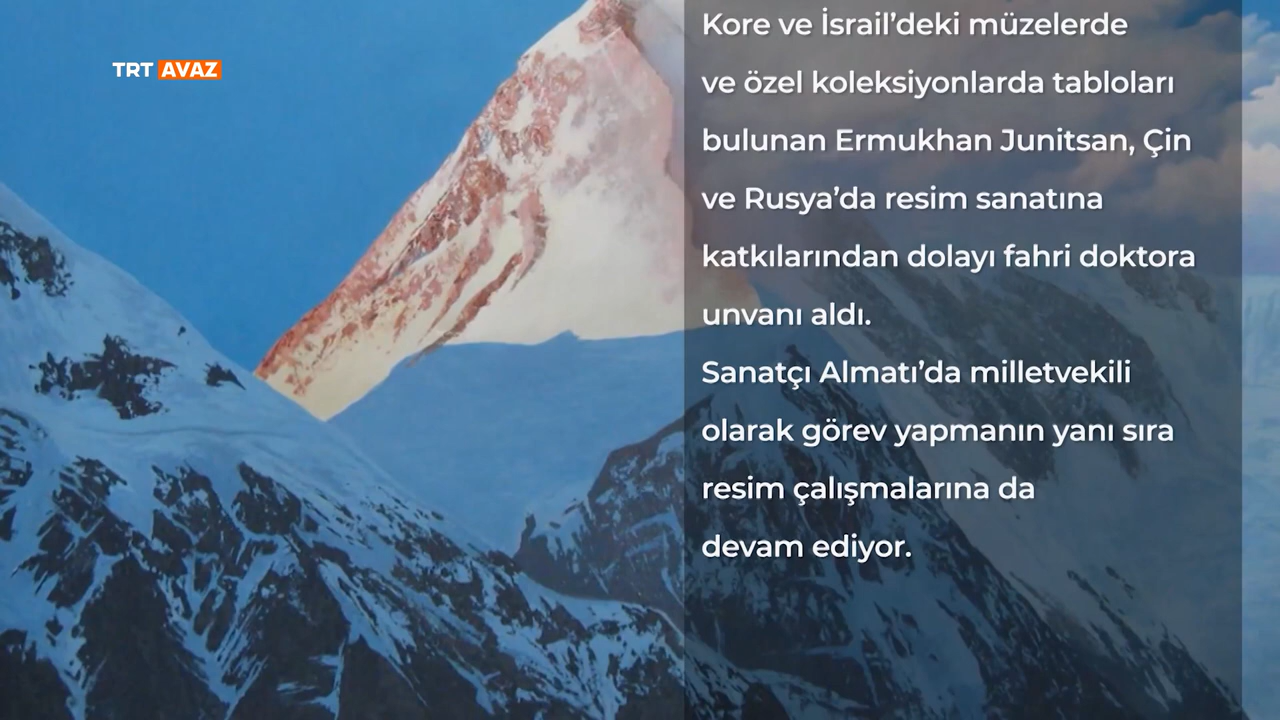 TRT AVAZ
Kore ve İsrail’deki müzelerde
ve özel koleksiyonlarda tabloları
bulunan Ermukhan Junitsan, Çin
ve Rusya’da resim sanatına
katkılarından dolayı fahri doktora
unvanı aldı.
Sanatçı Almatı’da milletvekili
olarak görev yapmanın yanı sıra
resim çalışmalarına da
devam ediyor.